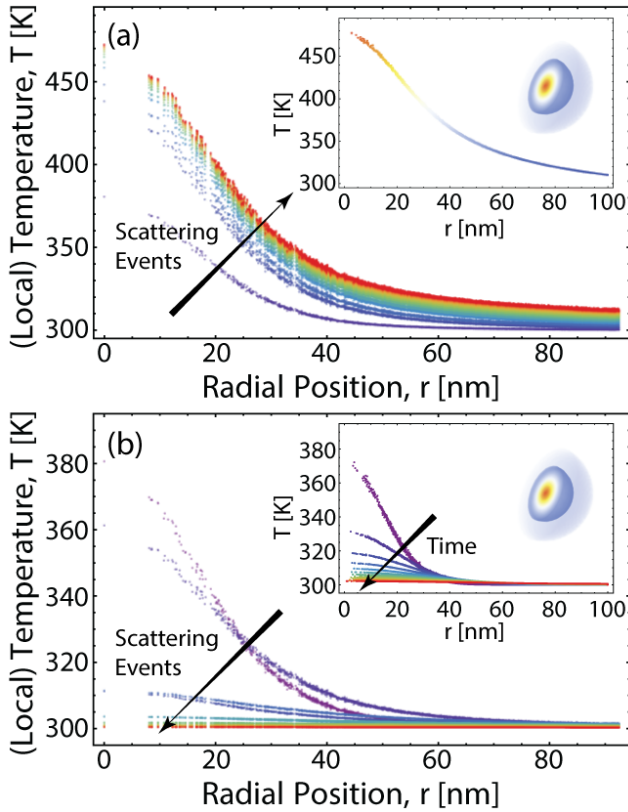 (a)
(Local) Temperature, T [K]
450
400
350
300
Scattering
Events
0
20
40
60
80
Radial Position, r [nm]
T [K]
450
400
350
300
0
20
40
60
80
100
r [nm]
(b)
(Local) Temperature, T [K]
380
360
340
320
300
Scattering
Events
0
20
40
60
80
Radial Position, r [nm]
T [K]
380
360
340
320
300
Time
0
20
40
60
80
100
r [nm]